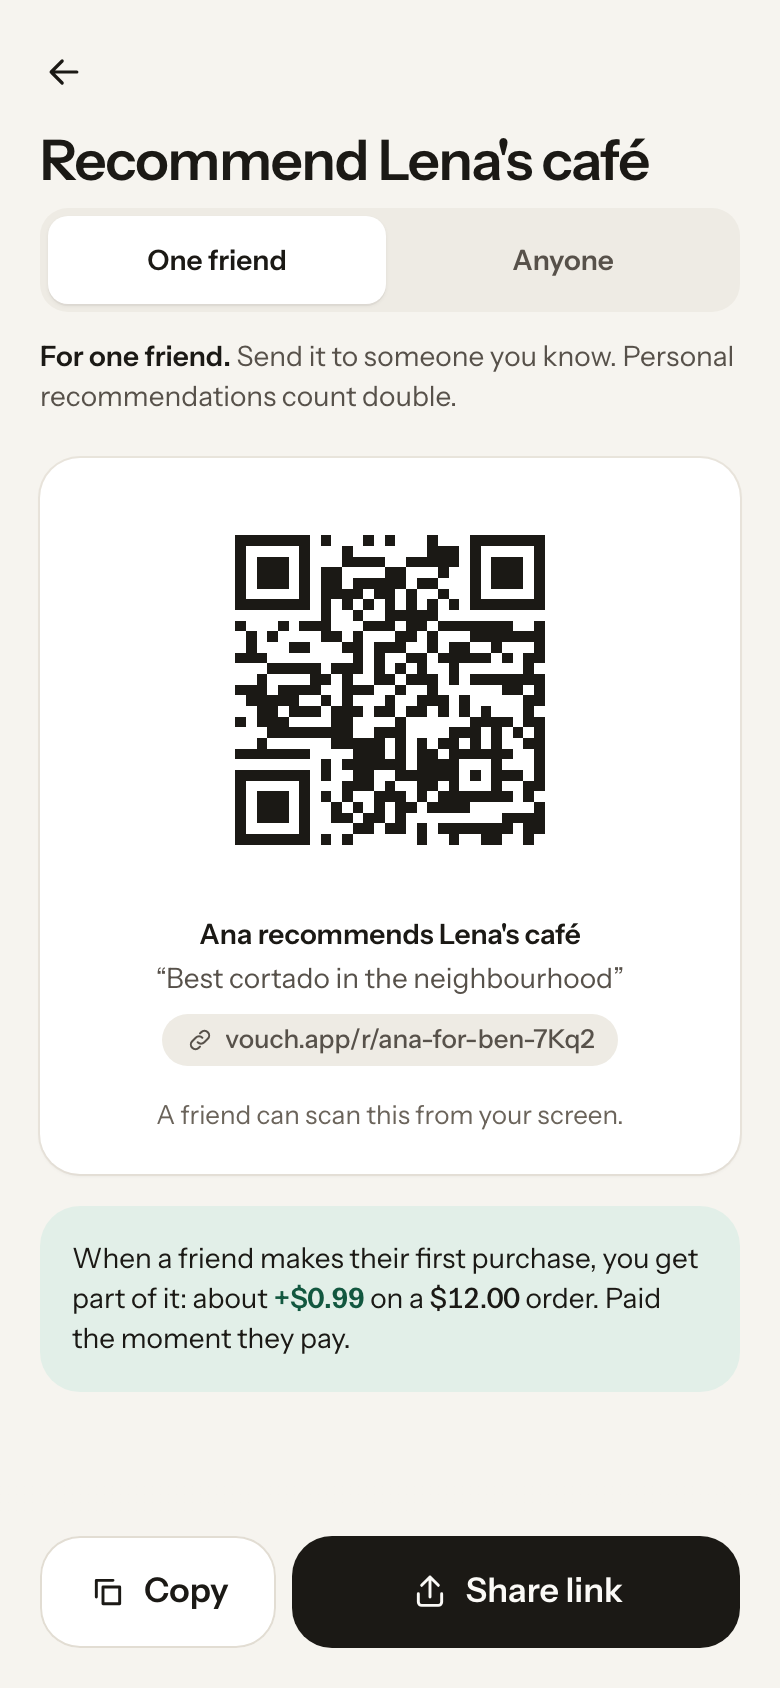 Recommend Lena's café
One friend
Anyone
For one friend. Send it to someone you know. Personal
recommendations count double.
Ana recommends Lena's café
“Best cortado in the neighbourhood”
vouch.app/r/ana-for-ben-7Kq2
A friend can scan this from your screen.
When a friend makes their first purchase, you get
part of it: about +$0.99 on a $12.00 order. Paid
the moment they pay.
Copy
Share link